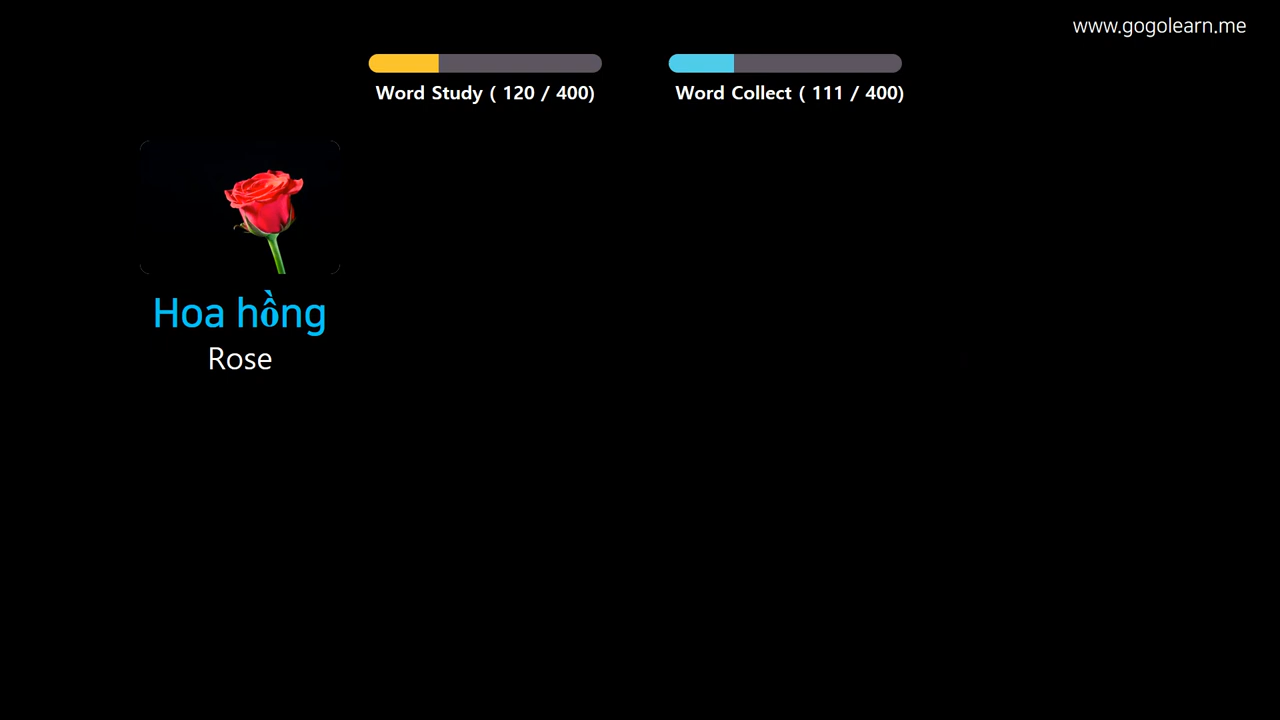 www.gogolearn.me
Word Study ( 120 / 400)
Word Collect ( 111 / 400)
Hoa hồng
Rose